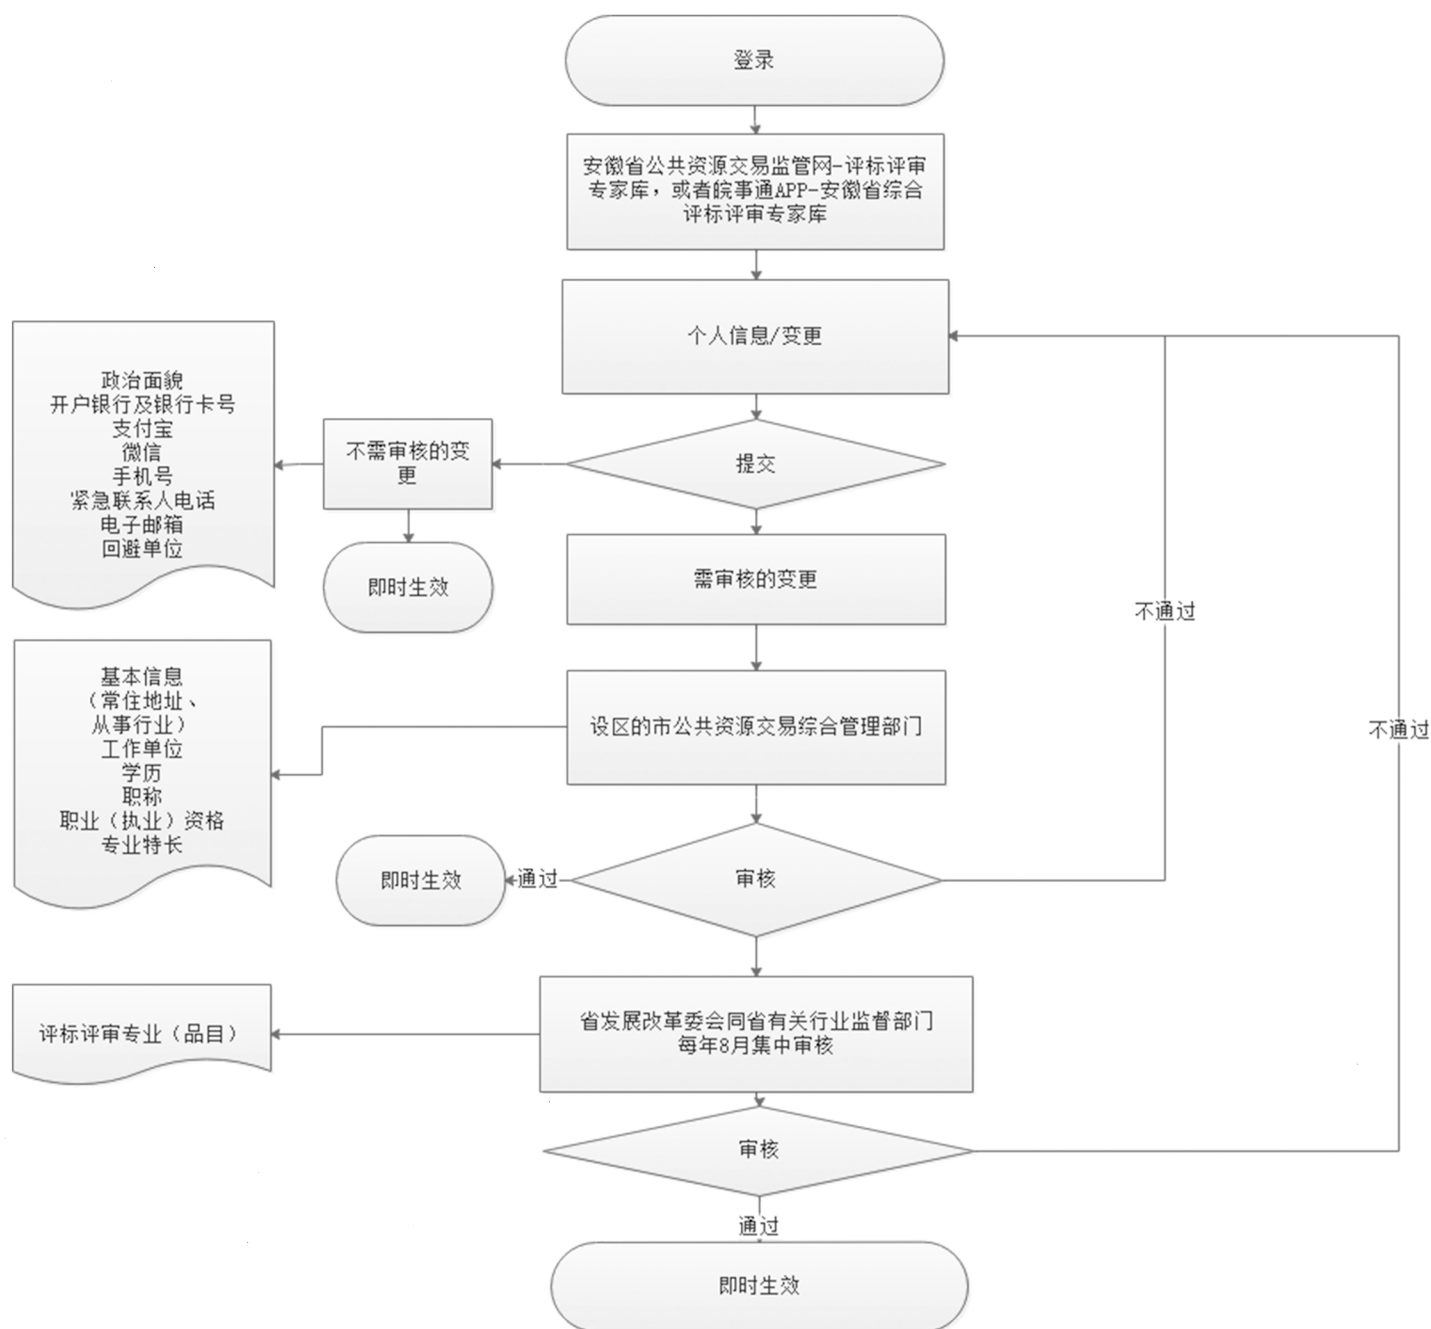 登录
安徽省公共资源交易监管网-评标评审
专家库，或者皖事通APP-安徽省综合
评标评审专家库
个人信息/变更
政治面貌
开户银行及银行卡号
支付宝
微信
手机号
紧急联系人电话
电子邮箱
回避单位
不需审核的变
更
提交
即时生效
需审核的变更
不通过
基本信息
（常住地址、
从事行业）
工作单位
学历
职称
职业（执业）资格
专业特长
设区的市公共资源交易综合管理部门
不通过
即时生效
通过
审核
评标评审专业（品目）
省发展改革委会同省有关行业监督部门
每年8月集中审核
审核
通过
即时生效